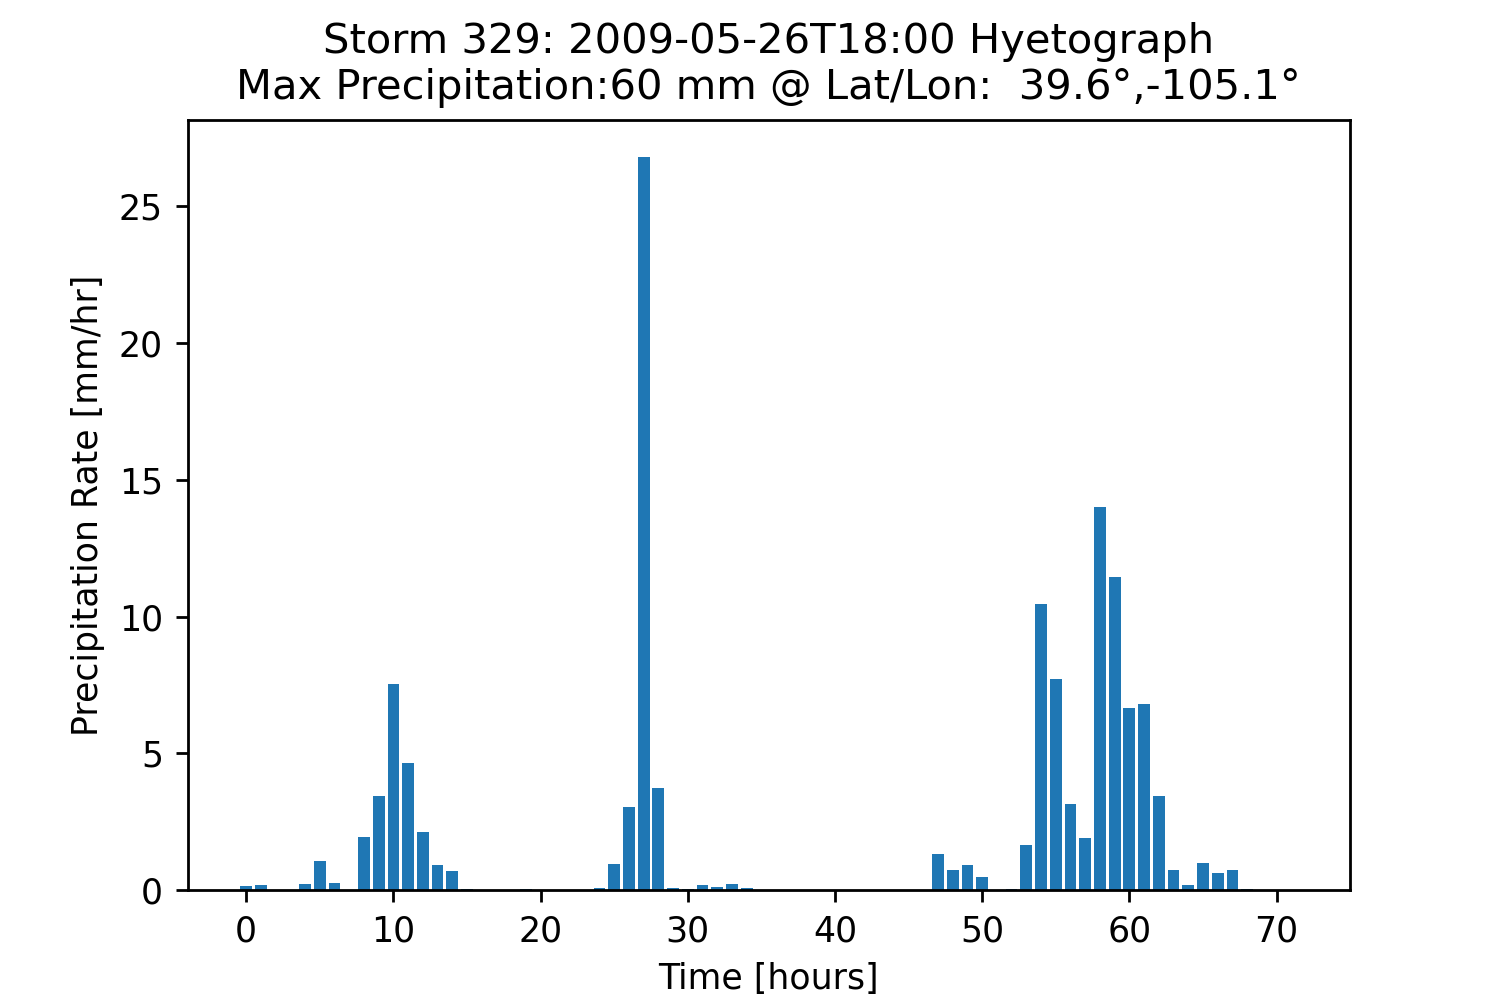 Storm 329: 2009-05-26T18:00 Hyetograph
Max Precipitation:60 mm @ Lat/Lon:  39.6°,-105.1°
Precipitation Rate [mm/hr]
25
20
15
10
5
0
0 10 20 30 40 50 60 70
Time [hours]